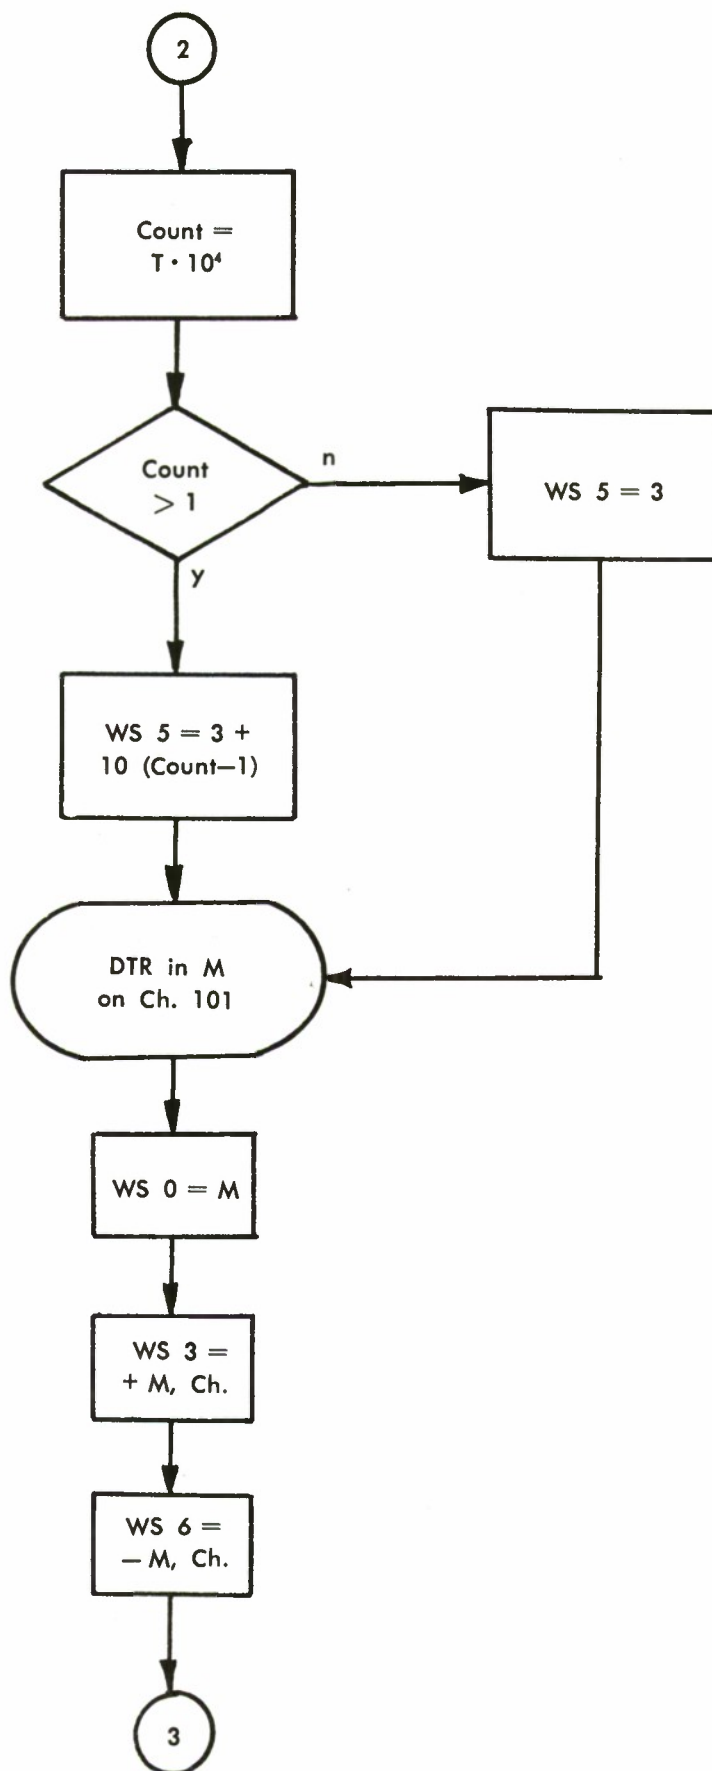 2
Count =
T · 10⁴
Count
> 1
n
WS 5 = 3
y
WS 5 = 3 +
10 (Count—1)
DTR in M
on Ch. 101
WS 0 = M
WS 3 =
+ M, Ch.
WS 6 =
— M, Ch.
3